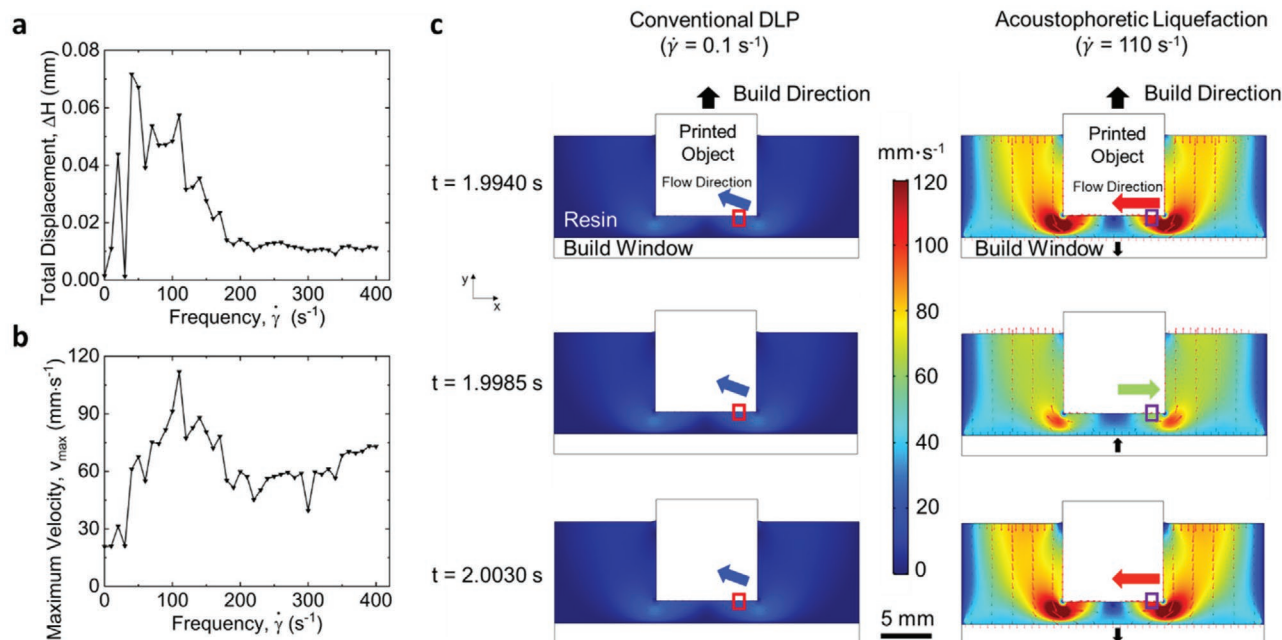 a
Total Displacement, ΔH (mm)
0.08
0.06
0.04
0.02
0.00
0
100
200
300
400
Frequency, γ̇ (s⁻¹)
b
Maximum Velocity, vₘₐₓ (mm·s⁻¹)
120
90
60
30
0
0
100
200
300
400
Frequency, γ̇ (s⁻¹)
c
Conventional DLP
(γ̇ = 0.1 s⁻¹)
Acoustophoretic Liquefaction
(γ̇ = 110 s⁻¹)
Build Direction
Build Direction
t = 1.9940 s
Printed
Object
Flow Direction
Resin
Build Window
mm·s⁻¹
120
100
80
60
40
20
0
Printed
Object
Flow Direction
Build Window
y
x
t = 1.9985 s
t = 2.0030 s
5 mm